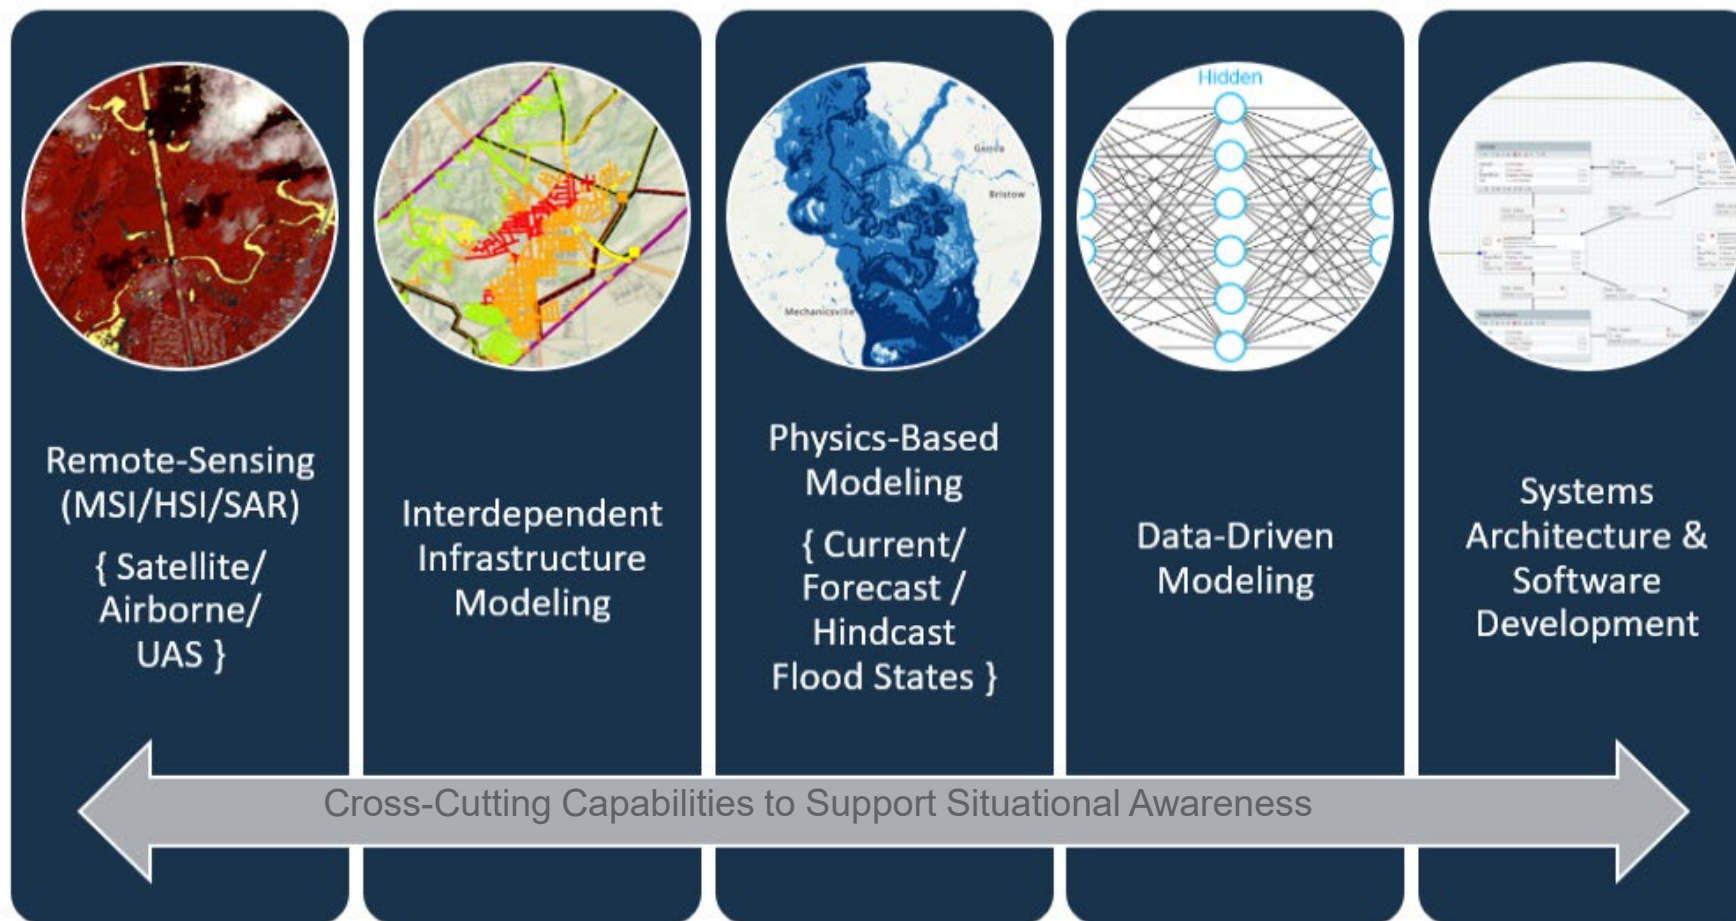 Remote-Sensing
(MSI/HSI/SAR)
{ Satellite/
Airborne/
UAS }
Interdependent
Infrastructure
Modeling
Genoa
Bristow
Mechanicsville
Physics-Based
Modeling
{ Current/
Forecast /
Hindcast
Flood States }
Hidden
Data-Driven
Modeling
Systems
Architecture &
Software
Development
Cross-Cutting Capabilities to Support Situational Awareness